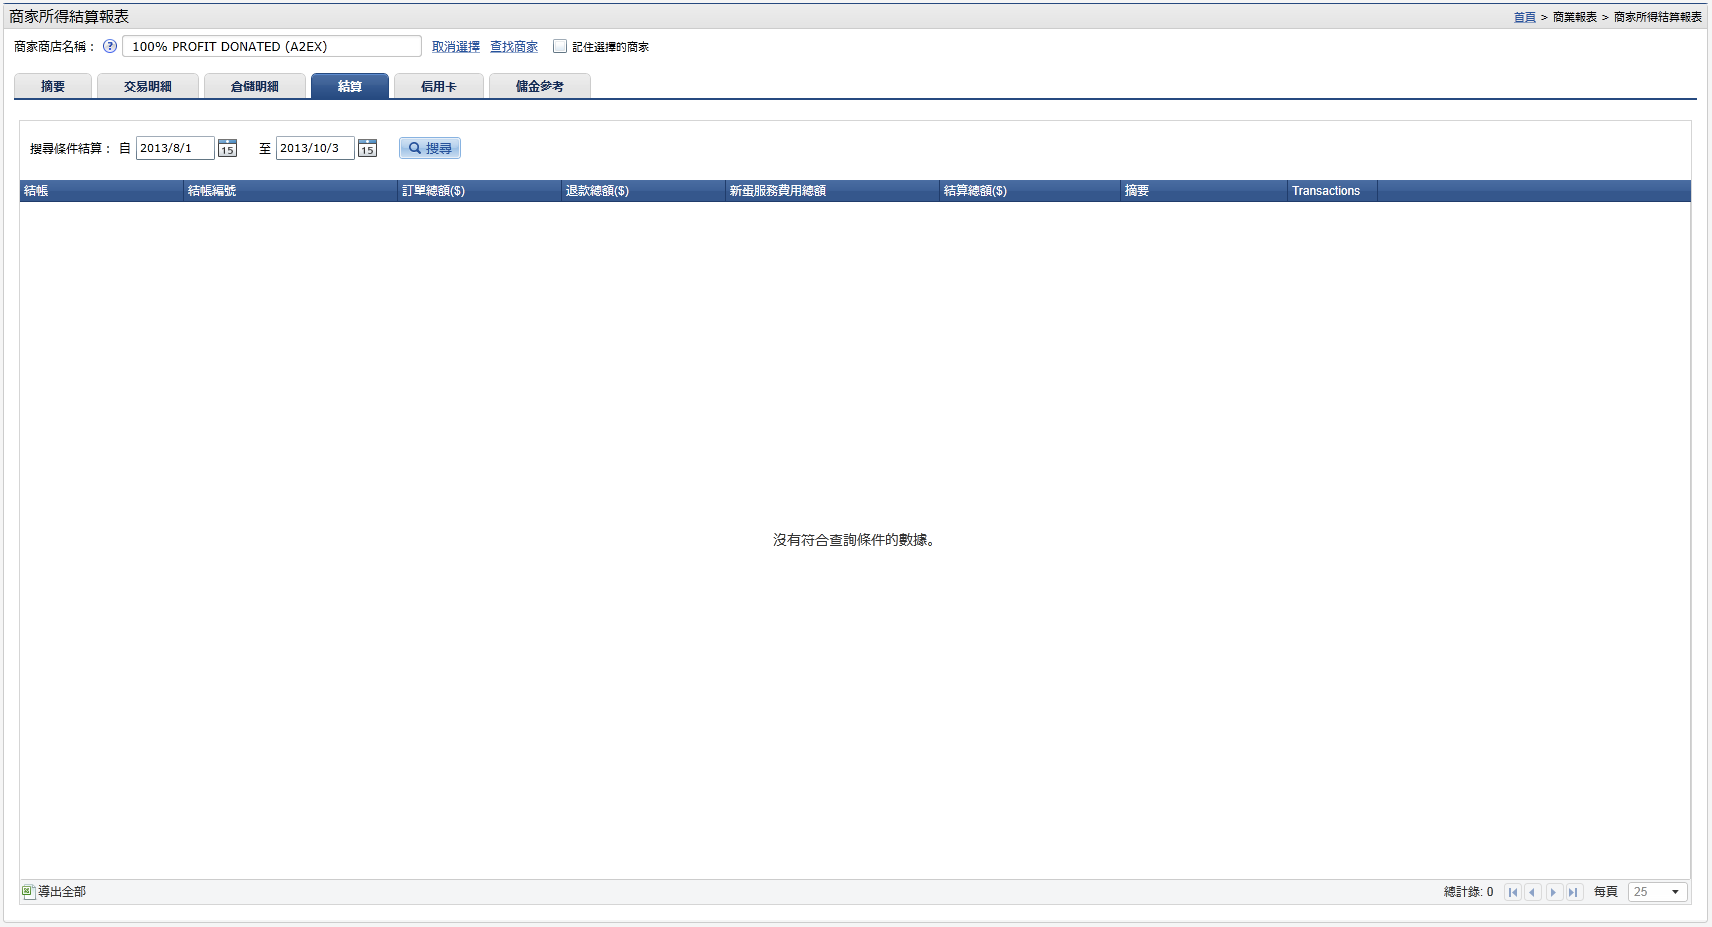 商家所得結算報表
首頁 > 商業報表 > 商家所得結算報表
商家商店名稱： ? 100% PROFIT DONATED (A2EX) 取消選擇 查找商家 記住選擇的商家
摘要 交易明細 倉儲明細 結算 信用卡 傭金參考
搜尋條件結算： 自 2013/8/1 15 至 2013/10/3 15 搜尋
結帳 結帳編號 訂單總額($) 退款總額($) 新蛋服務費用總額 結算總額($) 摘要 Transactions
沒有符合查詢條件的數據。
導出全部 總計錄: 0 每頁 25